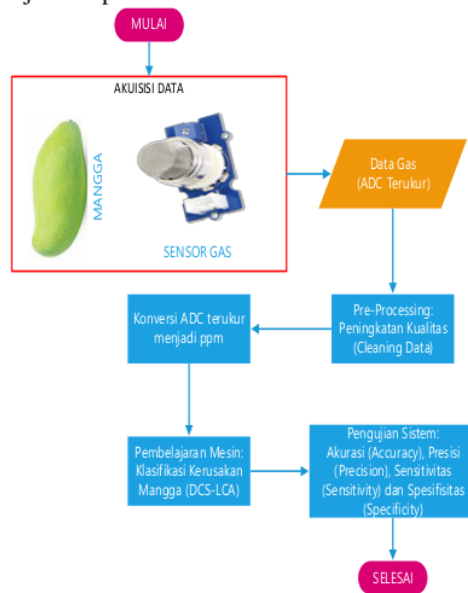 MULAI
AKUISISI DATA
MANGGA
SENSOR GAS
Data Gas
(ADC Terukur)
Pre-Processing:
Peningkatan Kualitas
(Cleaning Data)
Konversi ADC terukur
menjadi ppm
Pembelajaran Mesin:
Klasifikasi Kerusakan
Mangga (DCS-LCA)
Pengujian Sistem:
Akurasi (Accuracy), Presisi
(Precision), Sensitivitas
(Sensitivity) dan Spesifisitas
(Specificity)
SELESAI